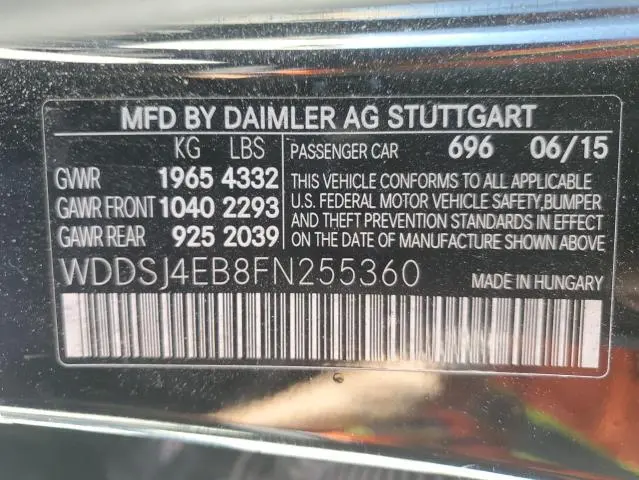 MFD BY DAIMLER AG STUTTGART
KG LBS PASSENGER CAR 696 06/15
GVWR 1965 4332 THIS VEHICLE CONFORMS TO ALL APPLICABLE
U.S. FEDERAL MOTOR VEHICLE SAFETY,BUMPER
GAWR FRONT 1040 2293 AND THEFT PREVENTION STANDARDS IN EFFECT
GAWR REAR 925 2039 ON THE DATE OF MANUFACTURE SHOWN ABOVE.
WDDSJ4EB8FN255360 MADE IN HUNGARY